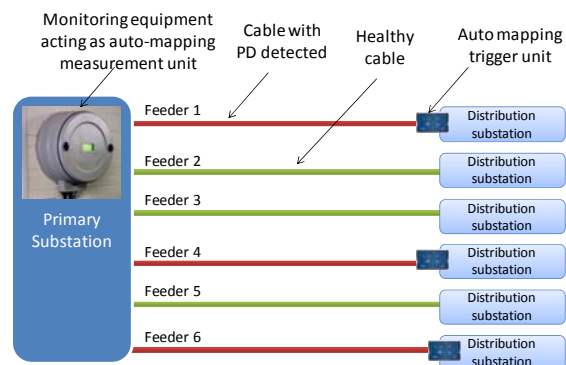 Monitoring equipment
acting as auto-mapping
measurement unit
Cable with
PD detected
Healthy
cable
Auto mapping
trigger unit
Feeder 1
Distribution
substation
Feeder 2
Distribution
substation
Feeder 3
Distribution
substation
Primary
Substation
Feeder 4
Distribution
substation
Feeder 5
Distribution
substation
Feeder 6
Distribution
substation